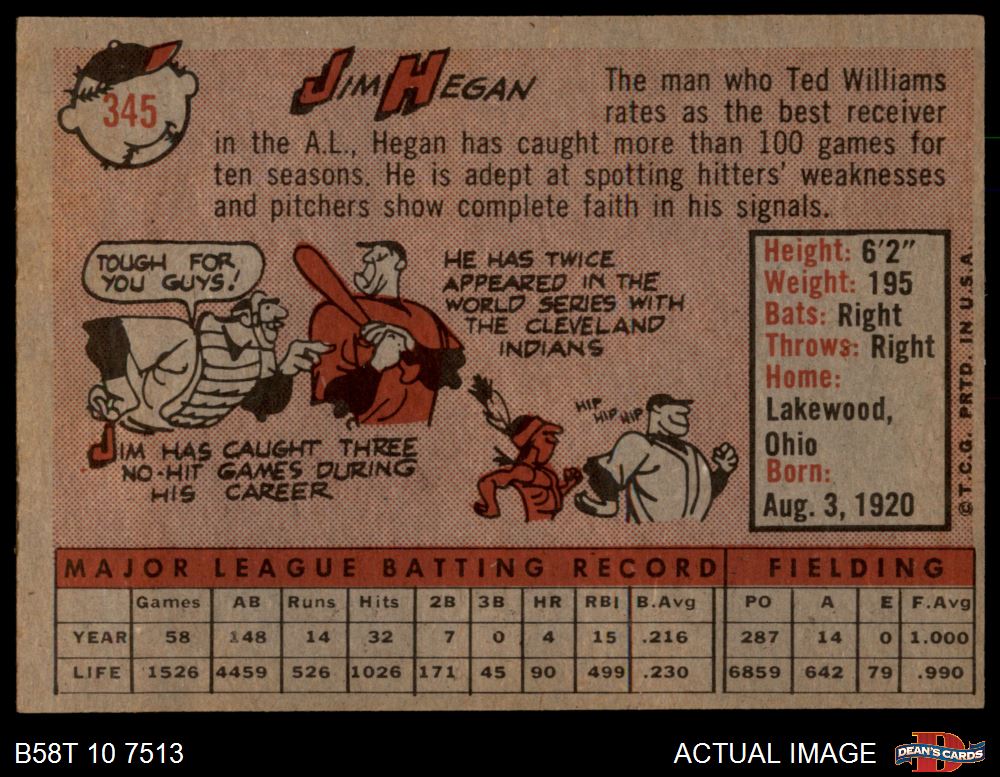 345
JIM HEGAN
The man who Ted Williams
rates as the best receiver
in the A.L., Hegan has caught more than 100 games for
ten seasons. He is adept at spotting hitters' weaknesses
and pitchers show complete faith in his signals.
TOUGH FOR
YOU GUYS!
HE HAS TWICE
APPEARED IN THE
WORLD SERIES WITH
THE CLEVELAND
INDIANS
JIM HAS CAUGHT THREE
NO-HIT GAMES DURING
HIS CAREER
HIP HIP HIP
Height: 6'2"
Weight: 195
Bats: Right
Throws: Right
Home:
Lakewood,
Ohio
Born:
Aug. 3, 1920
© T.C.G. PRTD. IN U.S.A.
MAJOR LEAGUE BATTING RECORD FIELDING
Games AB Runs Hits 2B 3B HR RBI B.Avg PO A E F.Avg
YEAR 58 148 14 32 7 0 4 15 .216 287 14 0 1.000
LIFE 1526 4459 526 1026 171 45 90 499 .230 6859 642 79 .990
B58T 10 7513 ACTUAL IMAGE DEAN'S CARDS